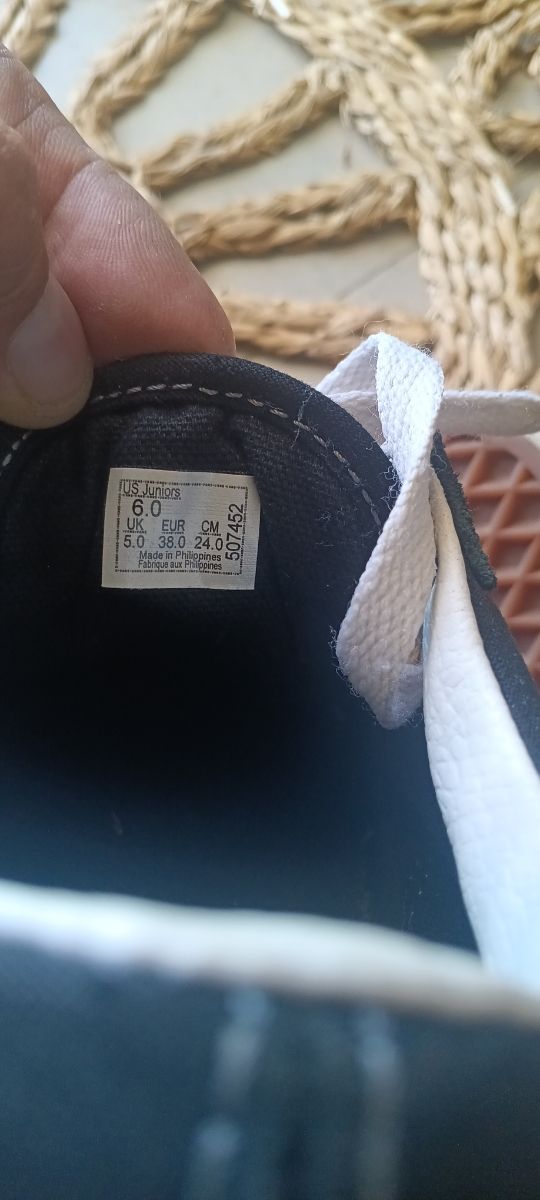 US Juniors
6.0
UK EUR CM
5.0 38.0 24.0
Made in Philippines
Fabrique aux Philippines
507452